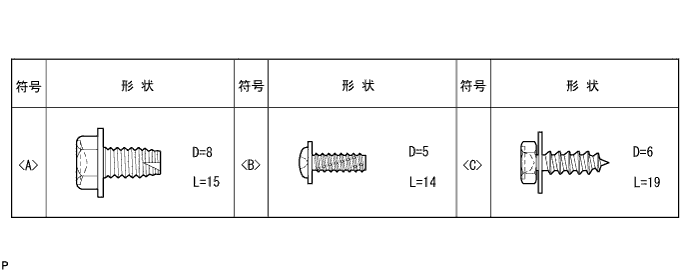 符号 形 状 符号 形 状 符号 形 状
<A> D=8 L=15
<B> D=5 L=14
<C> D=6 L=19
P